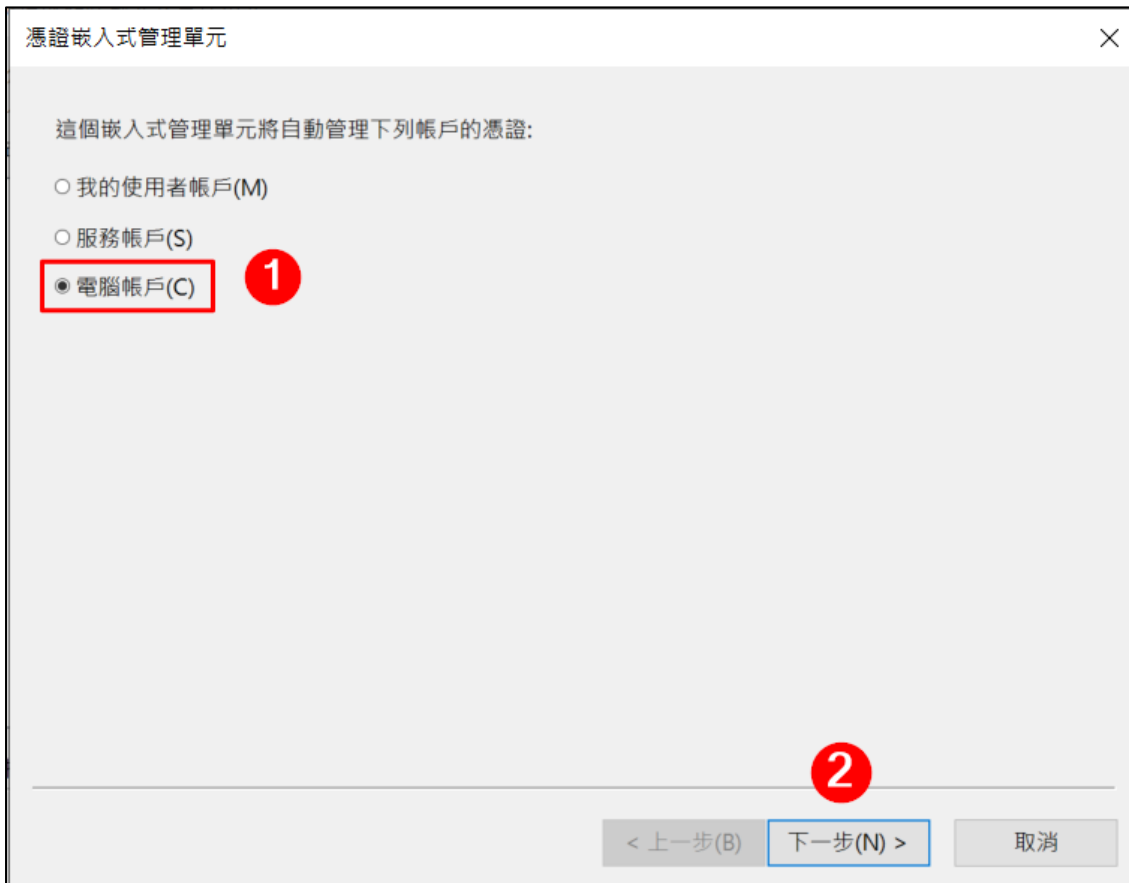 憑證嵌入式管理單元
這個嵌入式管理單元將自動管理下列帳戶的憑證:
我的使用者帳戶(M)
服務帳戶(S)
電腦帳戶(C)
1
2
< 上一步(B) 下一步(N) > 取消